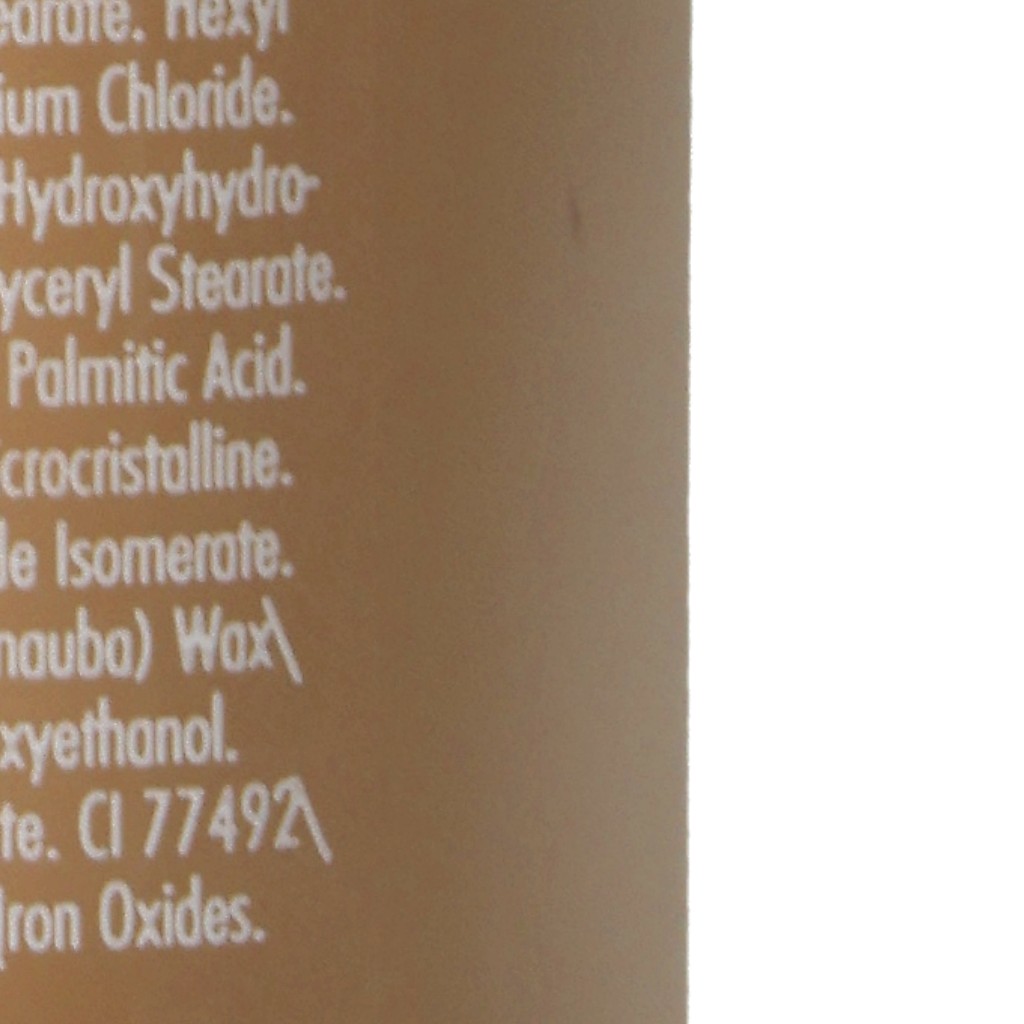 earate. Hexyl
ium Chloride.
Hydroxyhydro-
yceryl Stearate.
Palmitic Acid.
crocristalline.
le Isomerate.
nauba) Wax\
xyethanol.
te. CI 77492\
Iron Oxides.